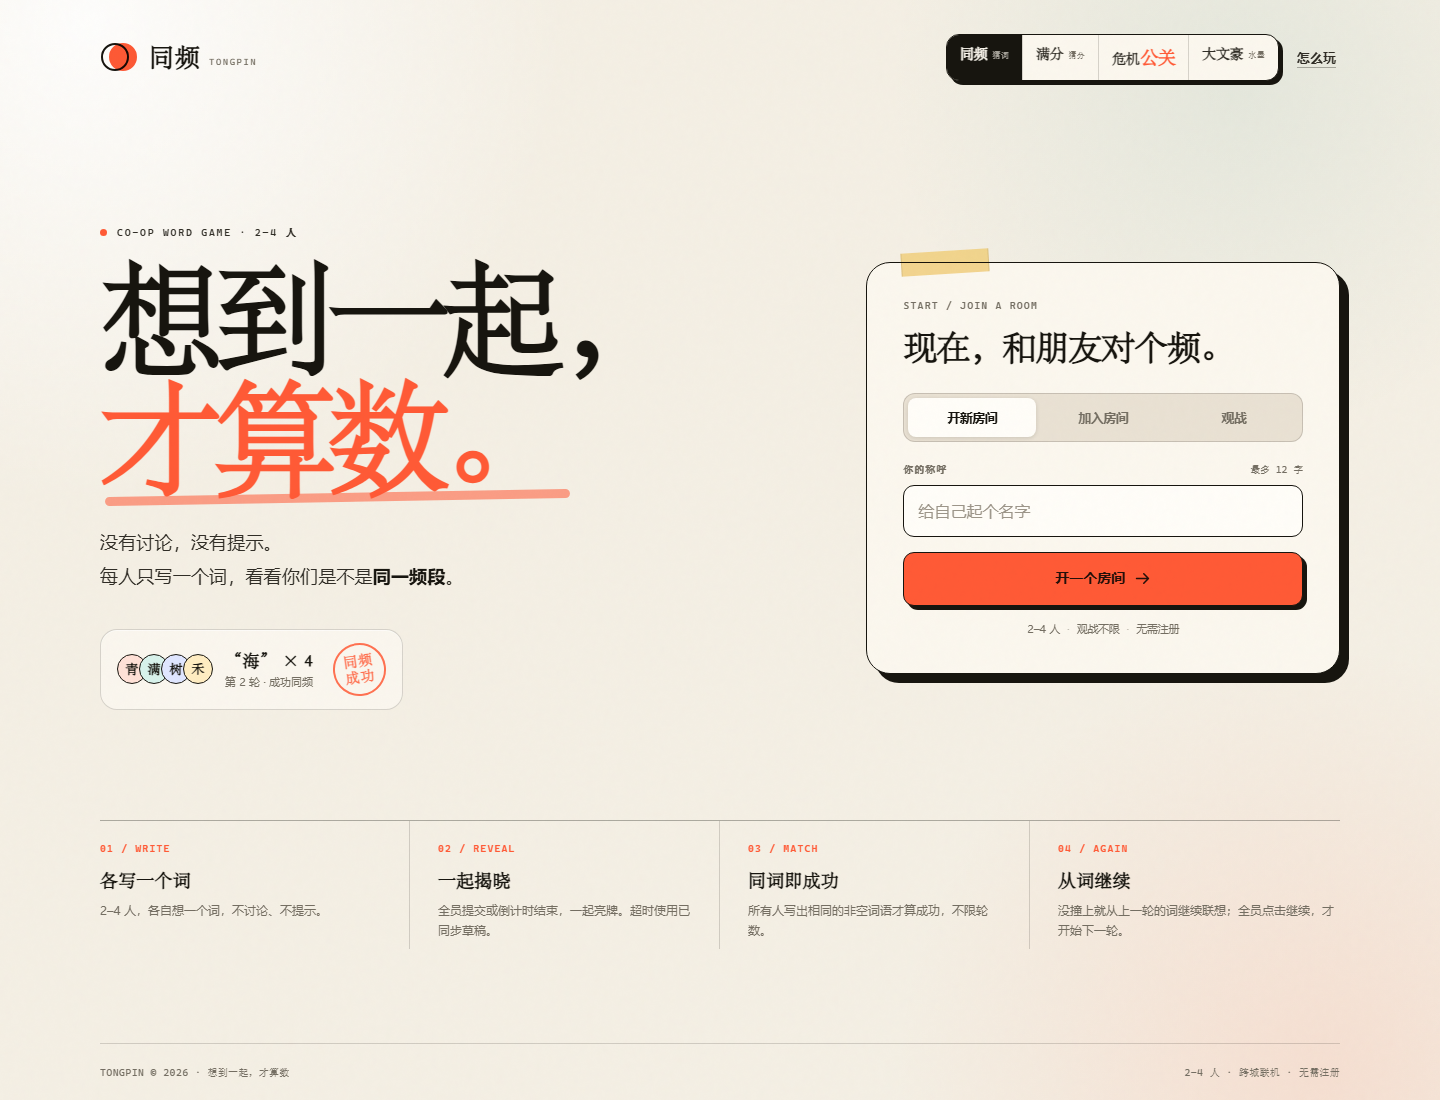 同频 TONGPIN
同频 猜词
满分 猜分
危机公关
大文豪 水墨
怎么玩
CO-OP WORD GAME · 2–4 人
想到一起，
才算数。
没有讨论，没有提示。
每人只写一个词，看看你们是不是同一频段。
青 满 树 禾
“海” × 4
第 2 轮 · 成功同频
同频
成功
START / JOIN A ROOM
现在，和朋友对个频。
开新房间
加入房间
观战
你的称呼
最多 12 字
给自己起个名字
开一个房间 →
2–4 人 · 观战不限 · 无需注册
01 / WRITE
各写一个词
2–4 人，各自想一个词，不讨论、不提示。
02 / REVEAL
一起揭晓
全员提交或倒计时结束，一起亮牌。超时使用已
同步草稿。
03 / MATCH
同词即成功
所有人写出相同的非空词语才算成功，不限轮
数。
04 / AGAIN
从词继续
没撞上就从上一轮的词继续联想；全员点击继续，才
开始下一轮。
TONGPIN © 2026 · 想到一起，才算数
2–4 人 · 跨城联机 · 无需注册